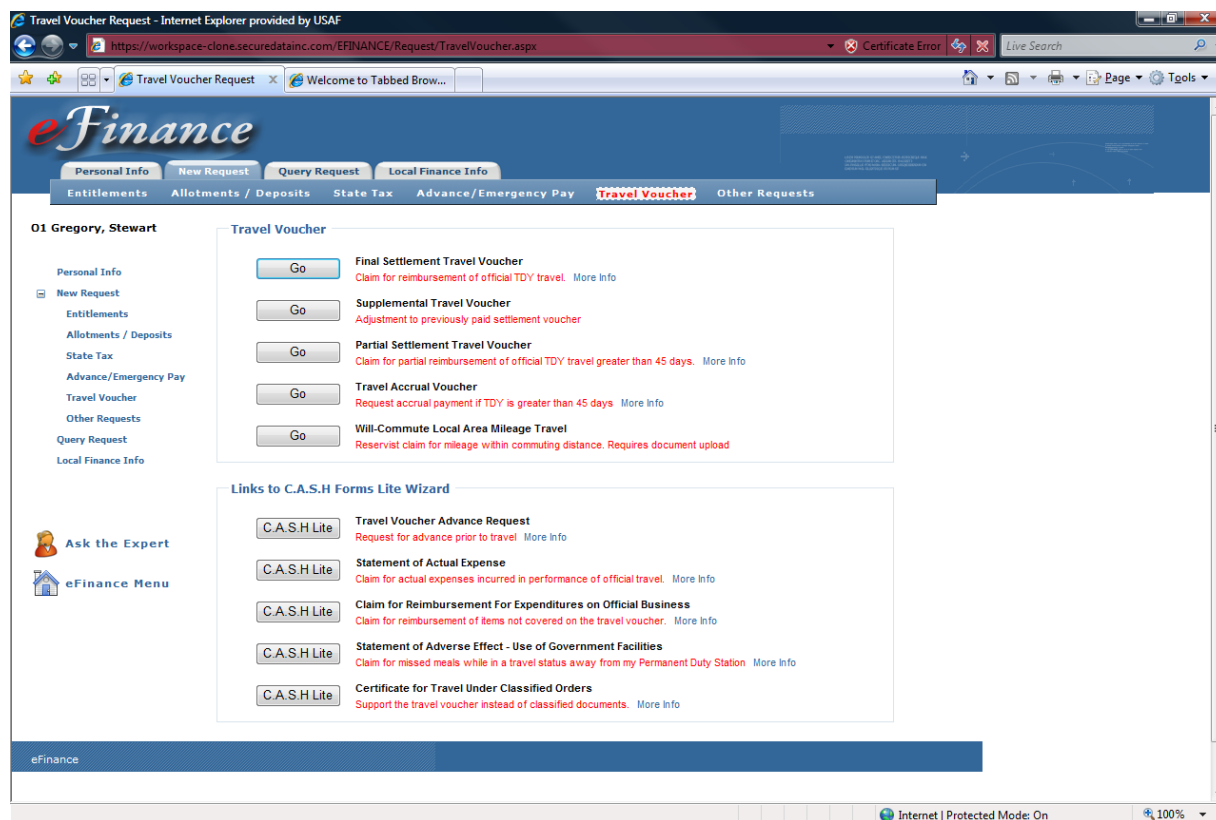 Travel Voucher Request - Internet Explorer provided by USAF
https://workspace-clone.securedatainc.com/EFINANCE/Request/TravelVoucher.aspx
Certificate Error
Live Search
Travel Voucher Request
Welcome to Tabbed Brow...
Page
Tools
eFinance
Personal Info
New Request
Query Request
Local Finance Info
Entitlements
Allotments / Deposits
State Tax
Advance/Emergency Pay
Travel Voucher
Other Requests
O1 Gregory, Stewart
Personal Info
New Request
Entitlements
Allotments / Deposits
State Tax
Advance/Emergency Pay
Travel Voucher
Other Requests
Query Request
Local Finance Info
Ask the Expert
eFinance Menu
Travel Voucher
Go
Final Settlement Travel Voucher
Claim for reimbursement of official TDY travel. More Info
Go
Supplemental Travel Voucher
Adjustment to previously paid settlement voucher
Go
Partial Settlement Travel Voucher
Claim for partial reimbursement of official TDY travel greater than 45 days. More Info
Go
Travel Accrual Voucher
Request accrual payment if TDY is greater than 45 days More Info
Go
Will-Commute Local Area Mileage Travel
Reservist claim for mileage within commuting distance. Requires document upload
Links to C.A.S.H Forms Lite Wizard
C.A.S.H Lite
Travel Voucher Advance Request
Request for advance prior to travel More Info
C.A.S.H Lite
Statement of Actual Expense
Claim for actual expenses incurred in performance of official travel. More Info
C.A.S.H Lite
Claim for Reimbursement For Expenditures on Official Business
Claim for reimbursement of items not covered on the travel voucher. More Info
C.A.S.H Lite
Statement of Adverse Effect - Use of Government Facilities
Claim for missed meals while in a travel status away from my Permanent Duty Station More Info
C.A.S.H Lite
Certificate for Travel Under Classified Orders
Support the travel voucher instead of classified documents. More Info
eFinance
Internet | Protected Mode: On
100%